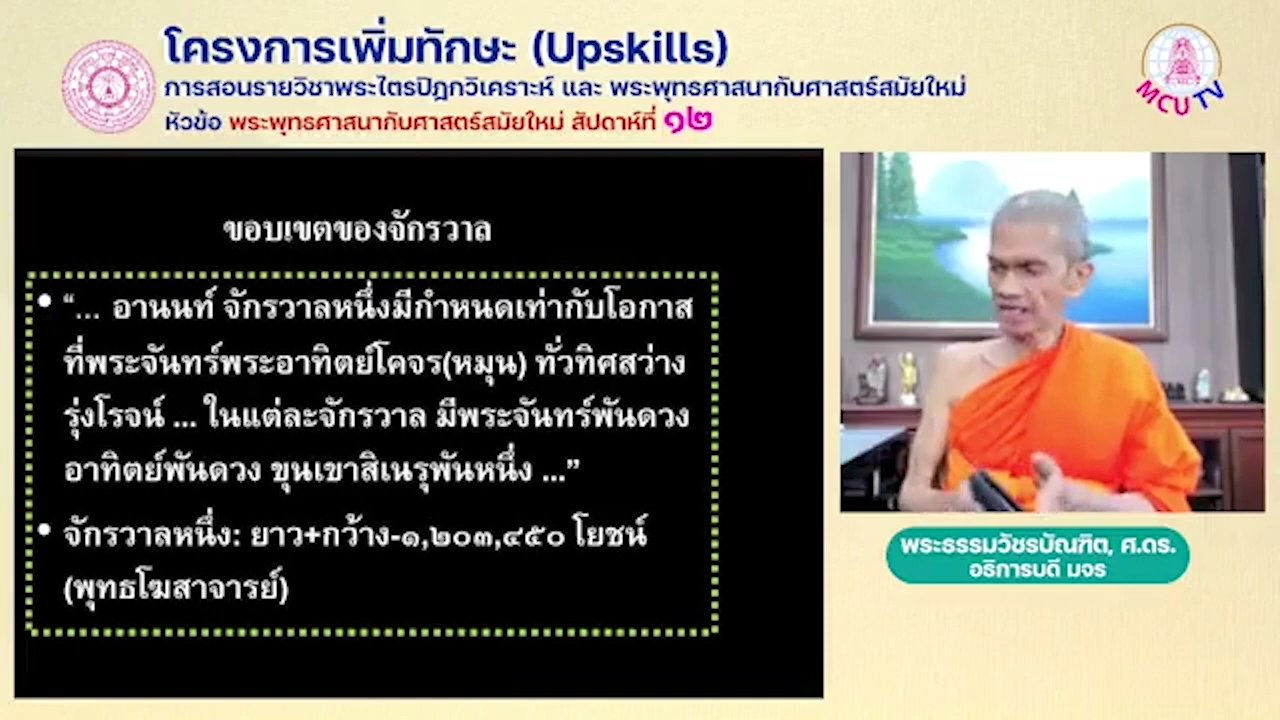 โครงการเพิ่มทักษะ (Upskills)
การสอนรายวิชาพระไตรปิฎกวิเคราะห์ และ พระพุทธศาสนากับศาสตร์สมัยใหม่
หัวข้อ พระพุทธศาสนากับศาสตร์สมัยใหม่ สัปดาห์ที่ ๑๒
MCU TV
ขอบเขตของจักรวาล
• “... อานนท์ จักรวาลหนึ่งมีกำหนดเท่ากับโอกาส
ที่พระจันทร์พระอาทิตย์โคจร(หมุน) ทั่วทิศสว่าง
รุ่งโรจน์ ... ในแต่ละจักรวาล มีพระจันทร์พันดวง
อาทิตย์พันดวง ขุนเขาสิเนรุพันหนึ่ง ...”
• จักรวาลหนึ่ง: ยาว+กว้าง-๑,๒๐๓,๔๕๐ โยชน์
(พุทธโฆสาจารย์)
พระธรรมวัชรบัณฑิต, ศ.ดร.
อธิการบดี มจร